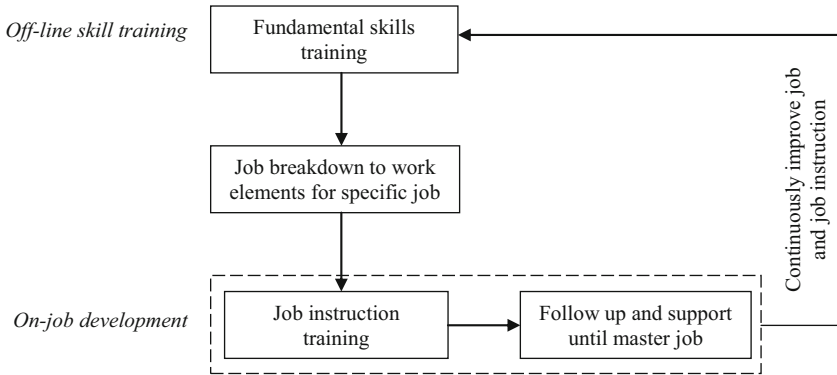 Off-line skill training
Fundamental skills
training
Job breakdown to work
elements for specific job
Continuously improve job
and job instruction
On-job development
Job instruction
training
Follow up and support
until master job